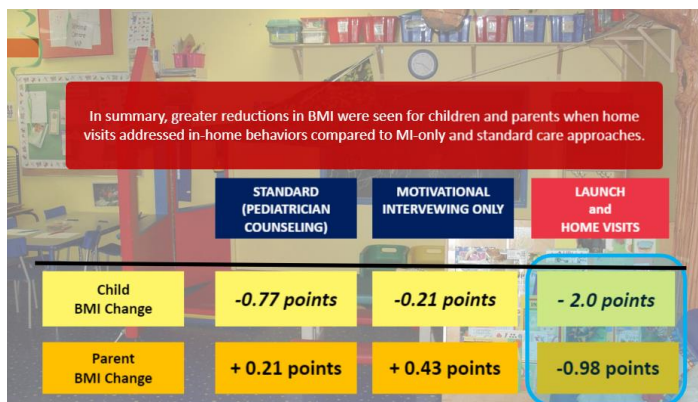 In summary, greater reductions in BMI were seen for children and parents when home
visits addressed in-home behaviors compared to MI-only and standard care approaches.
STANDARD
(PEDIATRICIAN
COUNSELING)
MOTIVATIONAL
INTERVEWING ONLY
LAUNCH
and
HOME VISITS
Child
BMI Change
-0.77 points
-0.21 points
- 2.0 points
Parent
BMI Change
+ 0.21 points
+ 0.43 points
-0.98 points